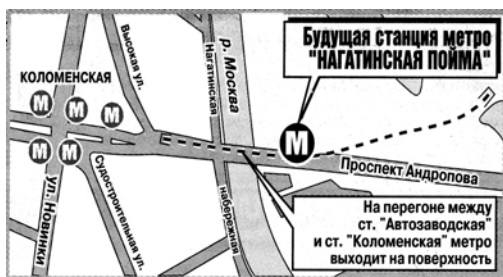 Будущая станция метро
"НАГАТИНСКАЯ ПОЙМА"
КОЛОМЕНСКАЯ
М
М
М
М
М
М
Высокая ул.
Нагатинская
набережная
р. Москва
ул. Новинки
Судостроительная ул.
Проспект Андропова
На перегоне между
ст. "Автозаводская"
и ст. "Коломенская" метро
выходит на поверхность